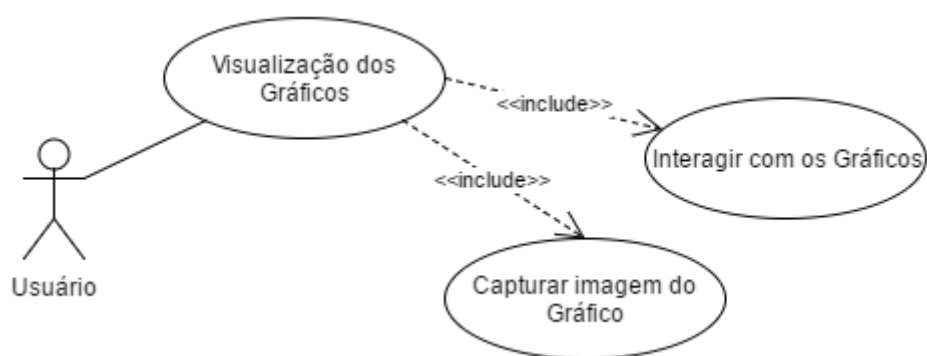 Visualização dos
Gráficos
<<include>>
Interagir com os Gráficos
<<include>>
Usuário
Capturar imagem do
Gráfico